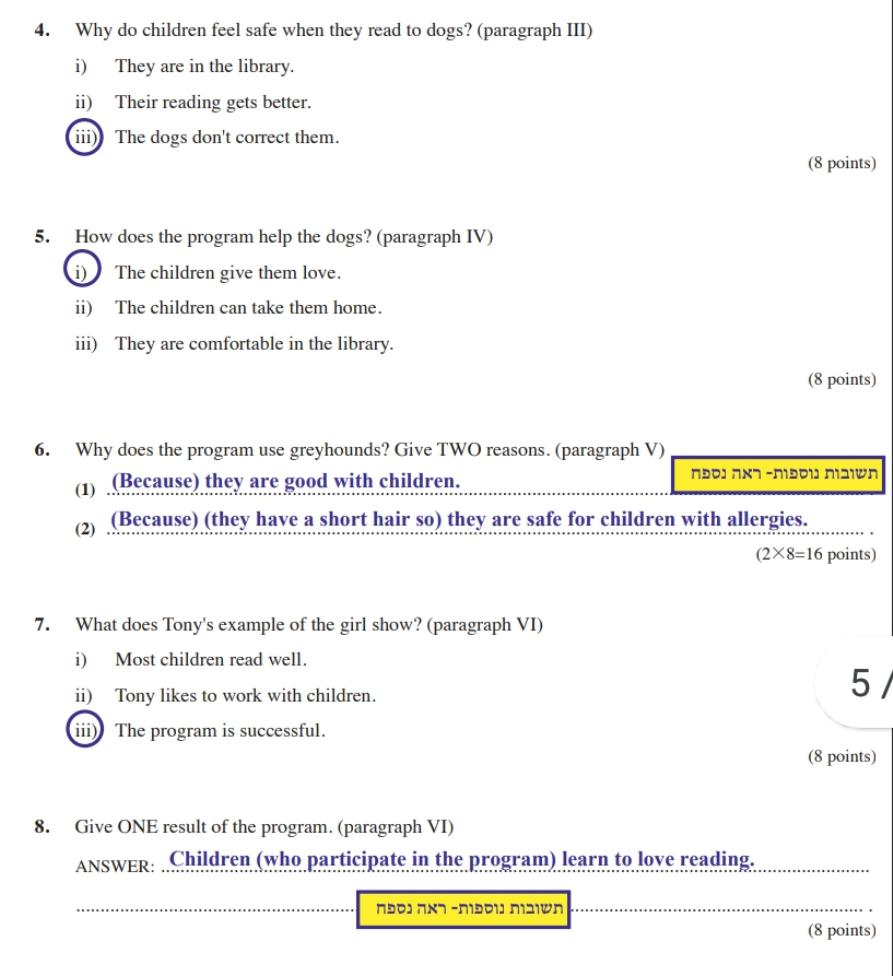 4. Why do children feel safe when they read to dogs? (paragraph III)
i) They are in the library.
ii) Their reading gets better.
iii) The dogs don't correct them.
(8 points)
5. How does the program help the dogs? (paragraph IV)
i) The children give them love.
ii) The children can take them home.
iii) They are comfortable in the library.
(8 points)
6. Why does the program use greyhounds? Give TWO reasons. (paragraph V)
(1) (Because) they are good with children. תשובות נוספות- ראה נספח
(2) (Because) (they have a short hair so) they are safe for children with allergies.
(2×8=16 points)
7. What does Tony's example of the girl show? (paragraph VI)
i) Most children read well.
ii) Tony likes to work with children.
5 /
iii) The program is successful.
(8 points)
8. Give ONE result of the program. (paragraph VI)
ANSWER: Children (who participate in the program) learn to love reading.
תשובות נוספות- ראה נספח
(8 points)